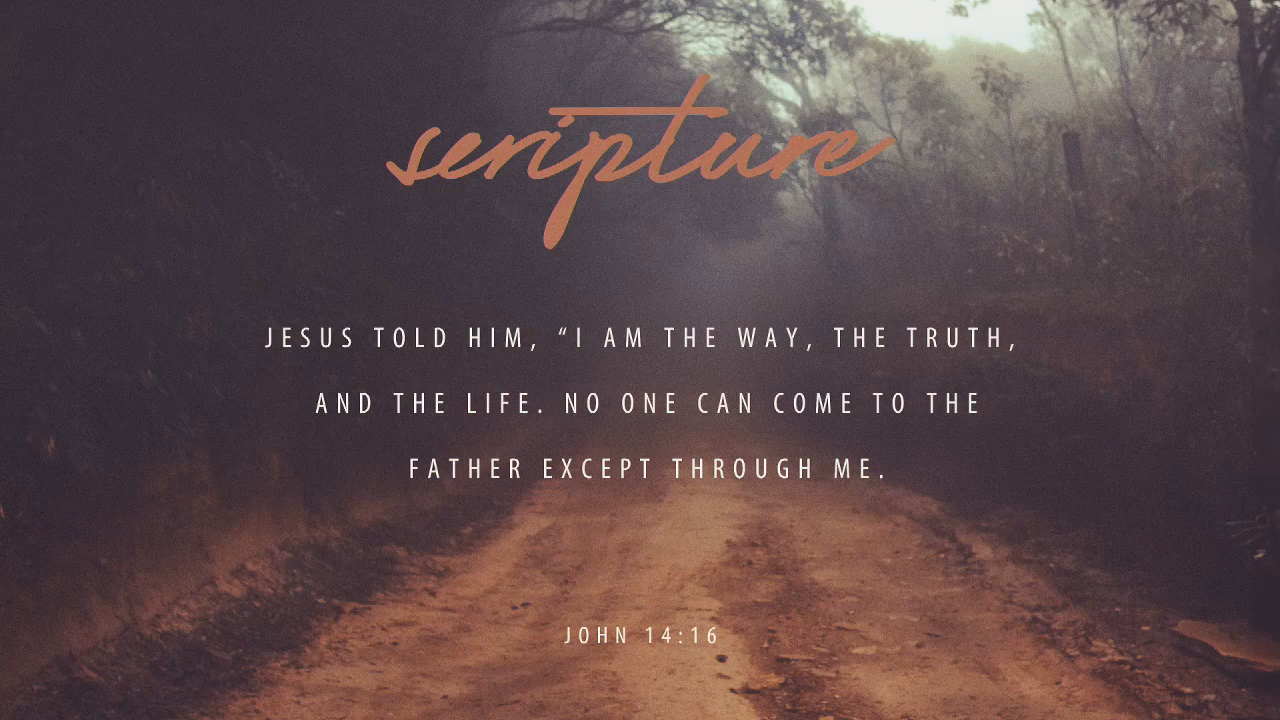 scripture
JESUS TOLD HIM, “I AM THE WAY, THE TRUTH,
AND THE LIFE. NO ONE CAN COME TO THE
FATHER EXCEPT THROUGH ME.
JOHN 14:16